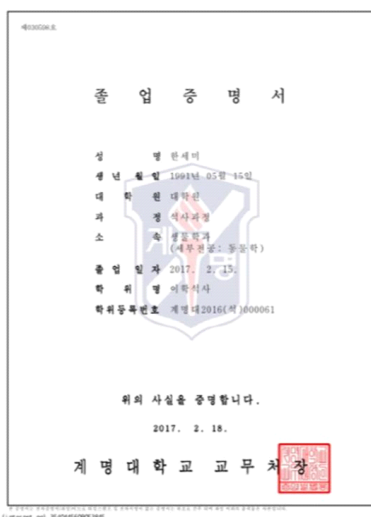 졸 업 증 명 서
성 명 한세미
생 년 월 일 1991년 05월 15일
대 학 원 대학원
과 정 석사과정
소 속 생물학과
(세부전공: 동물학)
졸 업 일 자 2017. 2. 15.
학 위 명 이학석사
학위등록번호 계명대2016(석)000061
계 명
위의 사실을 증명합니다.
2017. 2. 18.
계 명 대 학 교 교 무 처 장